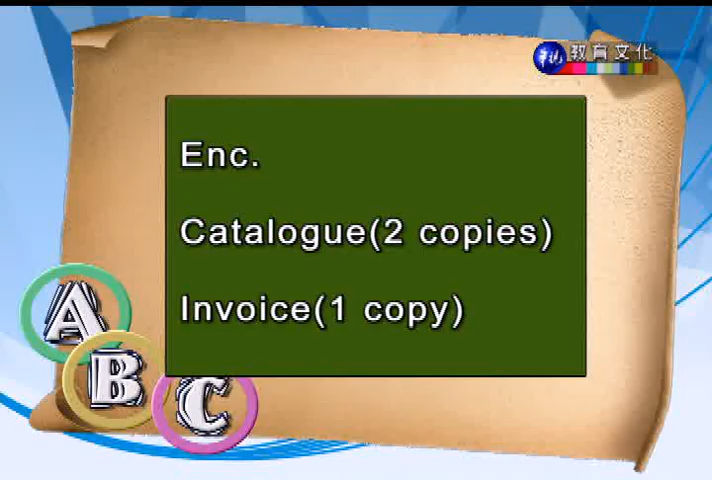 教育文化
Enc.
Catalogue(2 copies)
Invoice(1 copy)
A
B
C